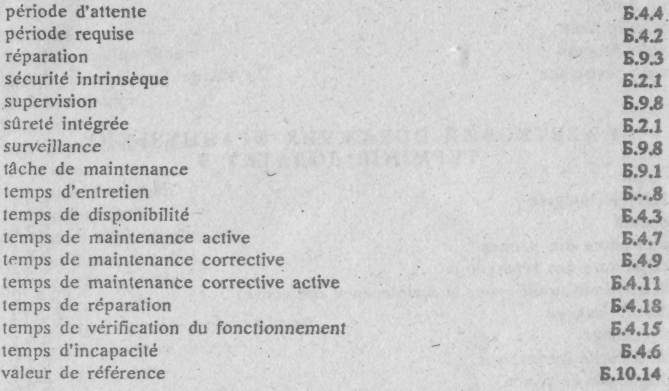 période d'attente Б.4.4
période requise Б.4.2
réparation Б.9.3
sécurité intrinsèque Б.2.1
supervision Б.9.8
sûreté intégrée Б.2.1
surveillance Б.9.8
tâche de maintenance Б.9.1
temps d'entretien
temps de disponibilité Б.4.3
temps de maintenance active Б.4.7
temps de maintenance corrective Б.4.9
temps de maintenance corrective active Б.4.11
temps de réparation Б.4.18
temps de vérification du fonctionnement Б.4.15
temps d'incapacité Б.4.6
valeur de référence Б.10.14